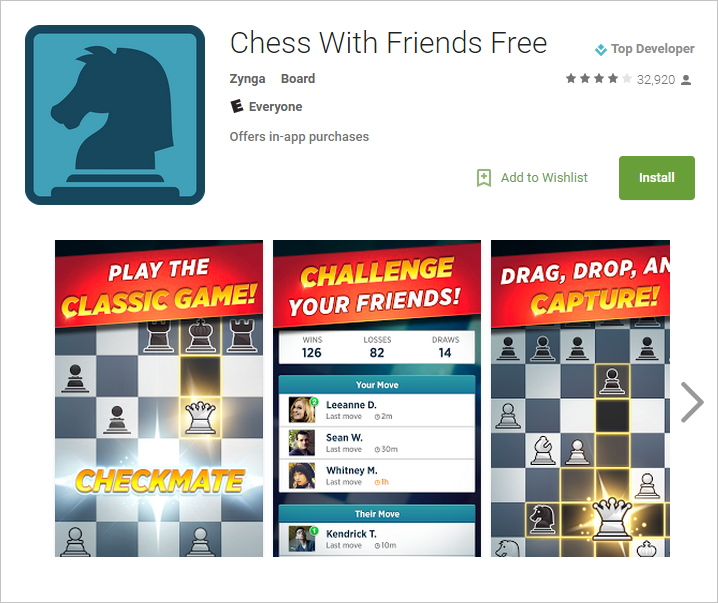 Chess With Friends Free
Top Developer
Zynga Board
32,920
E Everyone
Offers in-app purchases
Add to Wishlist
Install
PLAY THE
CLASSIC GAME!
CHECKMATE
CHALLENGE
YOUR FRIENDS!
WINS LOSSES DRAWS
126 82 14
Your Move
2
Leeanne D.
Last move 2m
Sean W.
Last move 30m
Whitney M.
Last move 1h
Their Move
1
Kendrick T.
Last move 10m
DRAG, DROP, AN
CAPTURE!